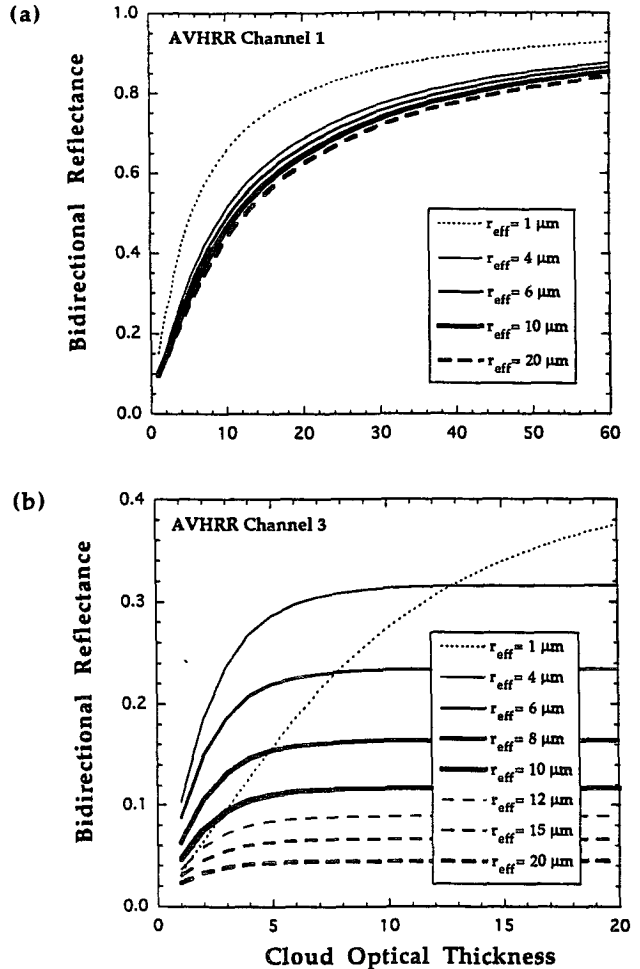 (a)
AVHRR Channel 1
Bidirectional Reflectance
1.0
0.8
0.6
0.4
0.2
0.0
r_eff= 1 μm
r_eff= 4 μm
r_eff= 6 μm
r_eff= 10 μm
r_eff= 20 μm
0 10 20 30 40 50 60
(b)
AVHRR Channel 3
Bidirectional Reflectance
0.4
0.3
0.2
0.1
0.0
r_eff= 1 μm
r_eff= 4 μm
r_eff= 6 μm
r_eff= 8 μm
r_eff= 10 μm
r_eff= 12 μm
r_eff= 15 μm
r_eff= 20 μm
0 5 10 15 20
Cloud Optical Thickness